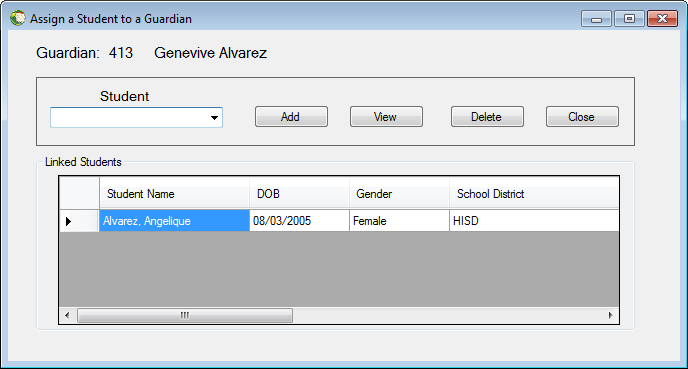 Assign a Student to a Guardian
Guardian: 413 Genevive Alvarez
Student
Add View Delete Close
Linked Students
Student Name DOB Gender School District
Alvarez, Angelique 08/03/2005 Female HISD